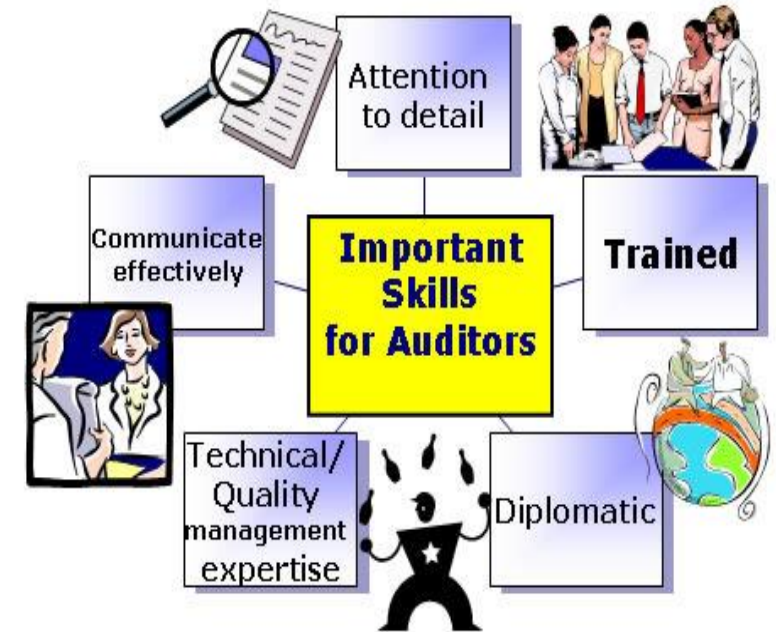 Attention
to detail
Communicate
effectively
Important
Skills
for Auditors
Trained
Technical/
Quality
management
expertise
Diplomatic